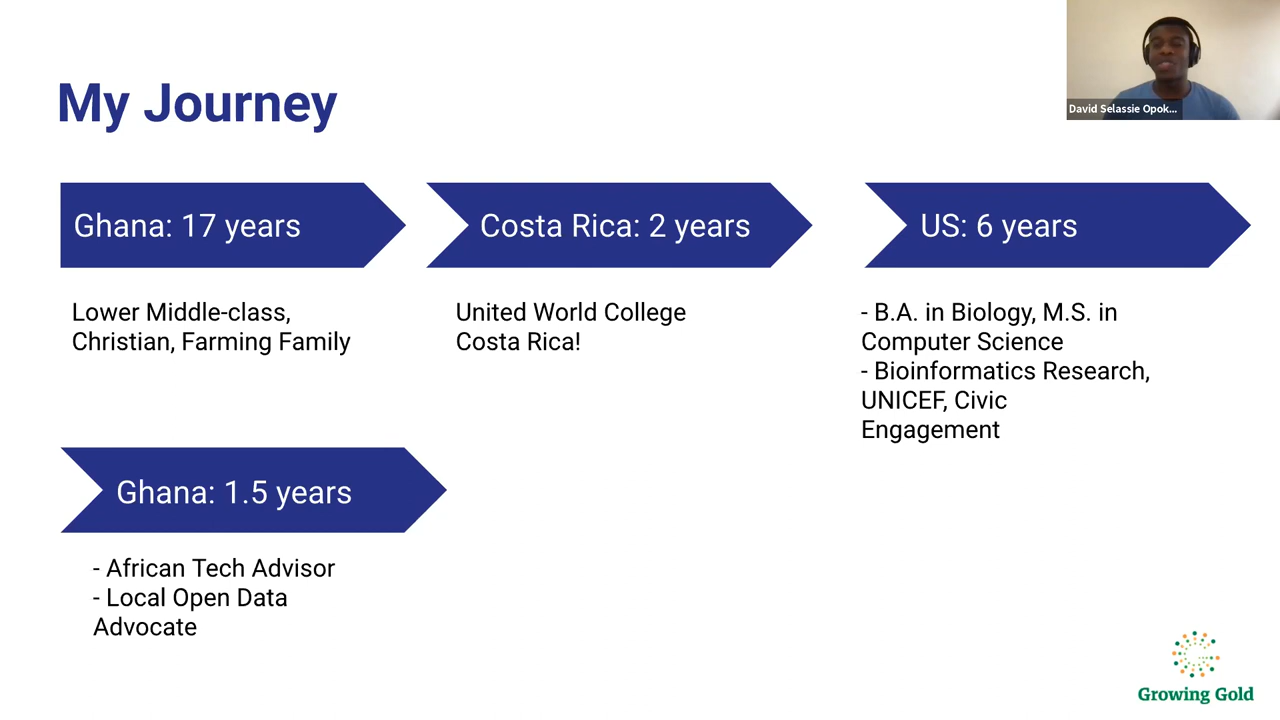 My Journey
David Selassie Opok...
Ghana: 17 years
Costa Rica: 2 years
US: 6 years
Lower Middle-class,
Christian, Farming Family
United World College
Costa Rica!
- B.A. in Biology, M.S. in
Computer Science
- Bioinformatics Research,
UNICEF, Civic
Engagement
Ghana: 1.5 years
- African Tech Advisor
- Local Open Data
Advocate
Growing Gold